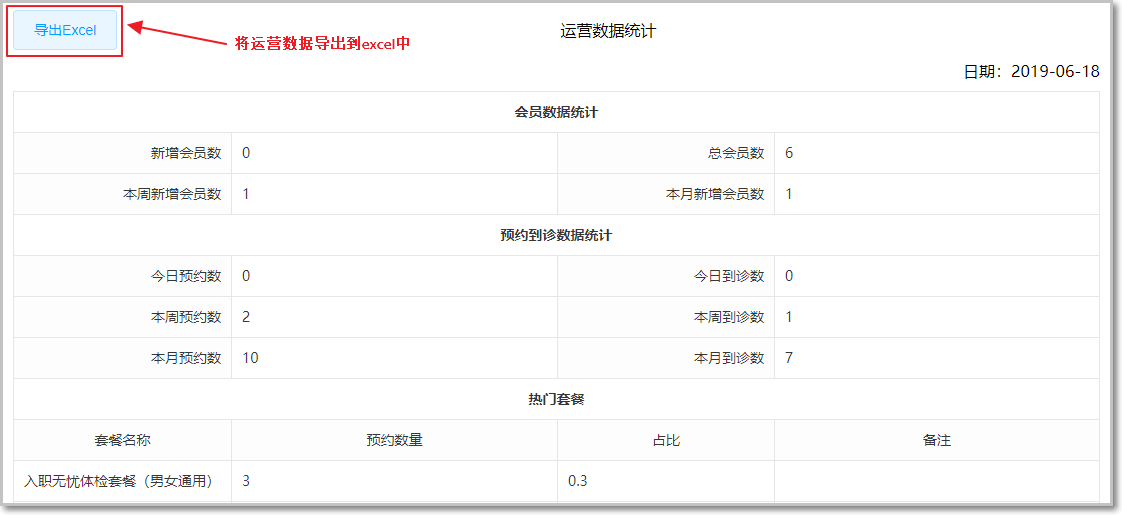 导出Excel
将运营数据导出到excel中
运营数据统计
日期：2019-06-18
会员数据统计
新增会员数 0 总会员数 6
本周新增会员数 1 本月新增会员数 1
预约到诊数据统计
今日预约数 0 今日到诊数 0
本周预约数 2 本周到诊数 1
本月预约数 10 本月到诊数 7
热门套餐
套餐名称 预约数量 占比 备注
入职无忧体检套餐（男女通用） 3 0.3